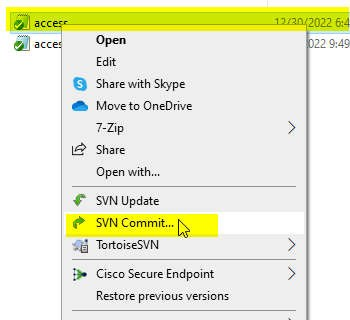 access 12/30/2022 6:4
acces 2022 9:49
Open
Edit
Share with Skype
Move to OneDrive
7-Zip
Share
Open with...
SVN Update
SVN Commit...
TortoiseSVN
Cisco Secure Endpoint
Restore previous versions